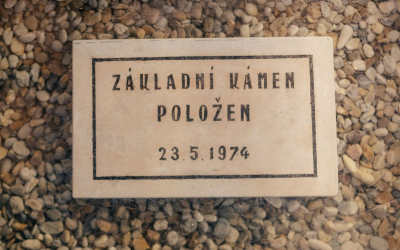 ZÁKLADNÍ KÁMEN
POLOŽEN
23.5.1974